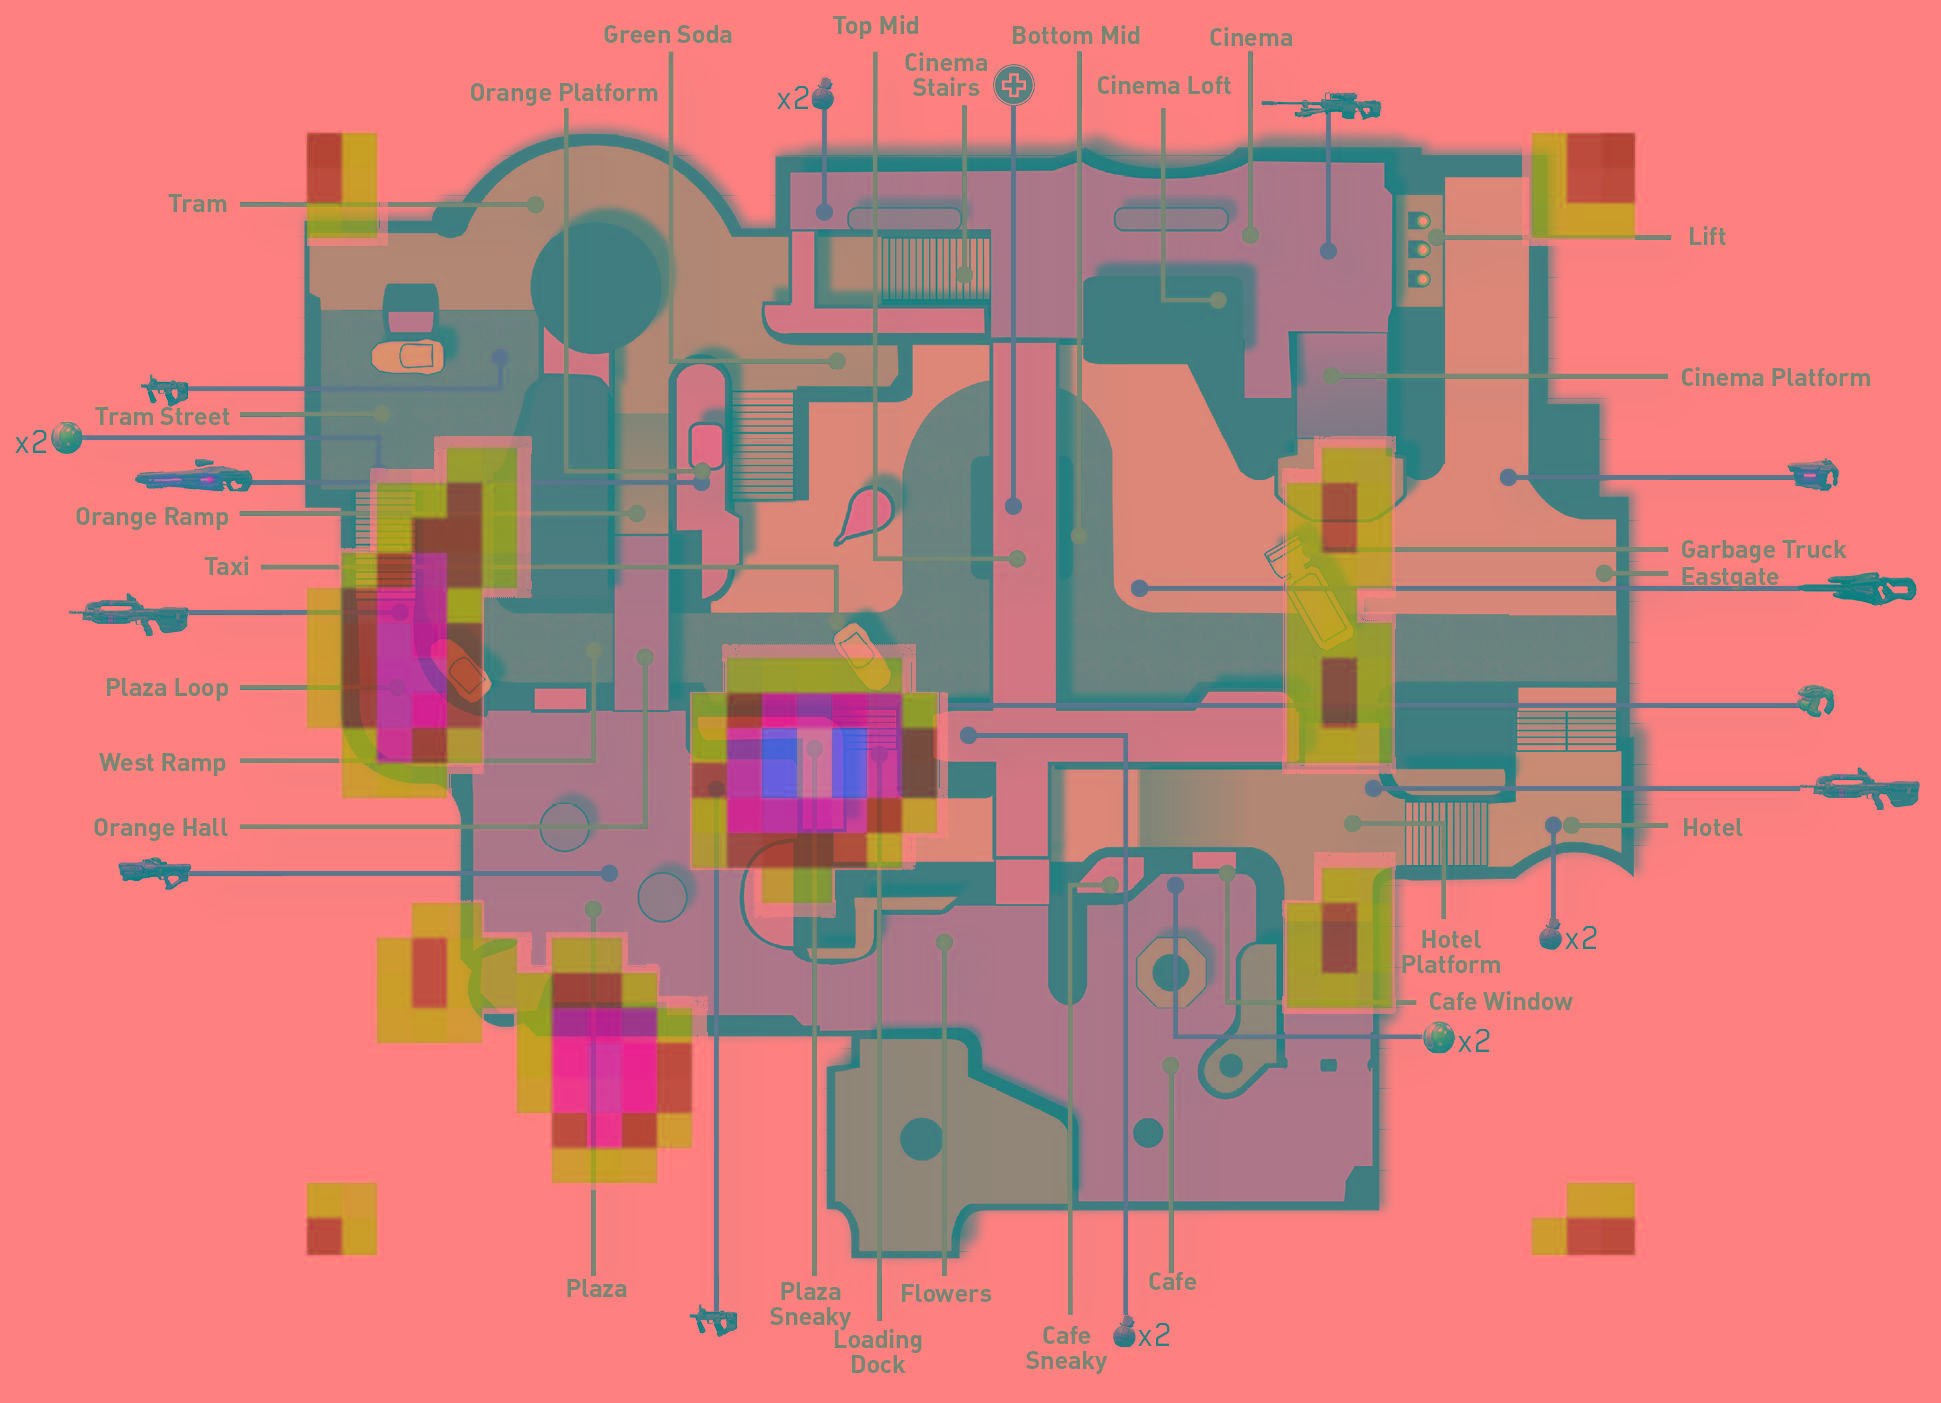 Green Soda
Top Mid
Bottom Mid
Cinema
Cinema
Stairs
Orange Platform
x2
Cinema Loft
Tram
Lift
Cinema Platform
Tram Street
x2
Orange Ramp
Taxi
Garbage Truck
Eastgate
Plaza Loop
West Ramp
Orange Hall
Hotel
Hotel
Platform
x2
Cafe Window
x2
Plaza
Plaza
Sneaky
Flowers
Cafe
Loading
Dock
Cafe
Sneaky
x2